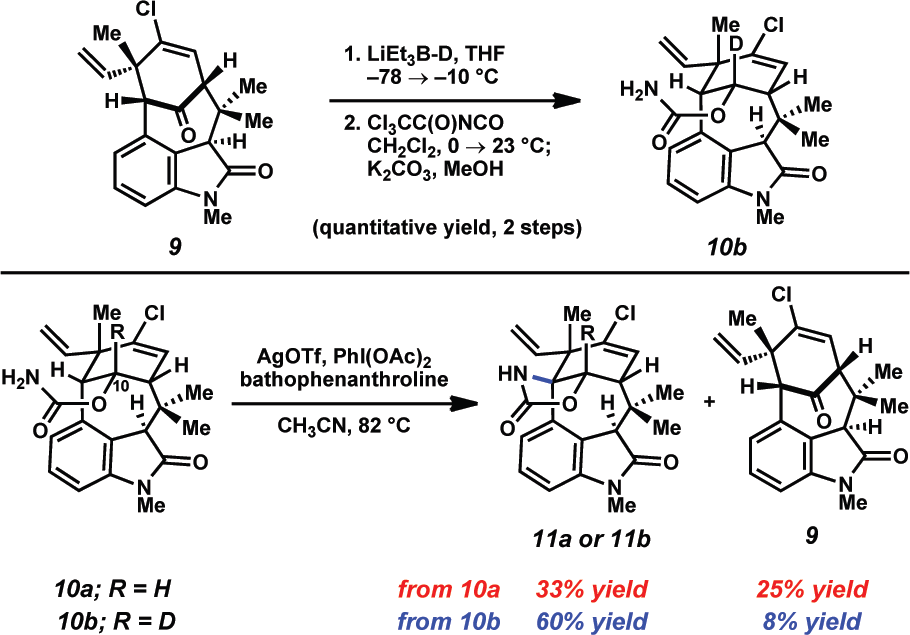 Cl
Me
H
H
Me
Me
O
H
O
N
Me
9
1. LiEt3B-D, THF
–78 → –10 °C
2. Cl3CC(O)NCO
CH2Cl2, 0 → 23 °C;
K2CO3, MeOH
(quantitative yield, 2 steps)
Me
D
Cl
H
H
H2N
O
O
H
Me
Me
O
N
Me
10b
Me
R
Cl
H
H
10
H2N
O
O
H
Me
Me
O
N
Me
AgOTf, PhI(OAc)2
bathophenanthroline
CH3CN, 82 °C
Me
R
Cl
HN
H
O
O
H
Me
Me
O
N
Me
11a or 11b
+
Cl
Me
H
H
Me
Me
O
H
O
N
Me
9
10a; R = H from 10a 33% yield 25% yield
10b; R = D from 10b 60% yield 8% yield